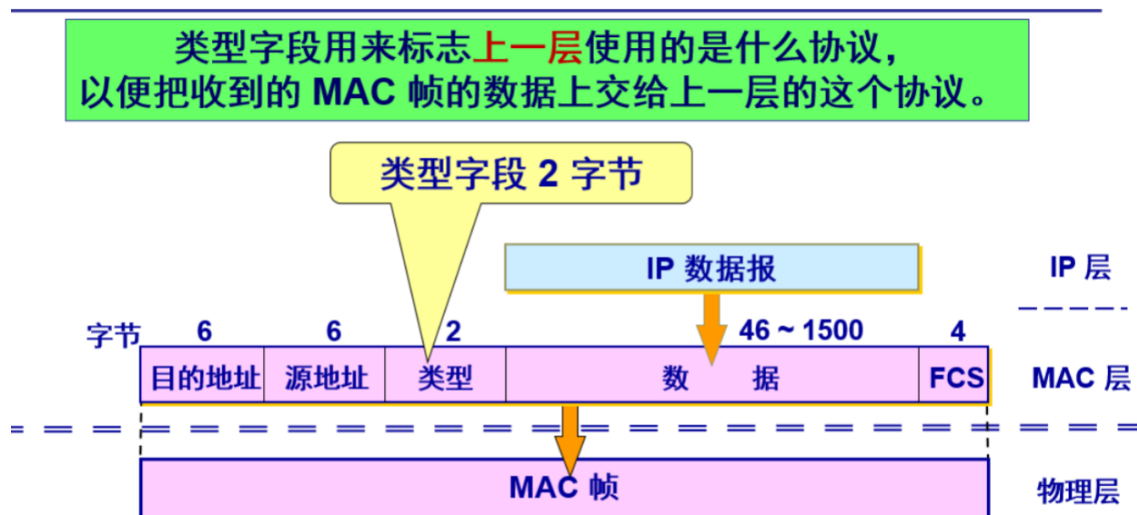 类型字段用来标志上一层使用的是什么协议，
以便把收到的 MAC 帧的数据上交给上一层的这个协议。
类型字段 2 字节
IP 数据报
IP 层
字节 6 6 2 46 ~ 1500 4
目的地址 源地址 类型 数 据 FCS
MAC 层
MAC 帧
物理层